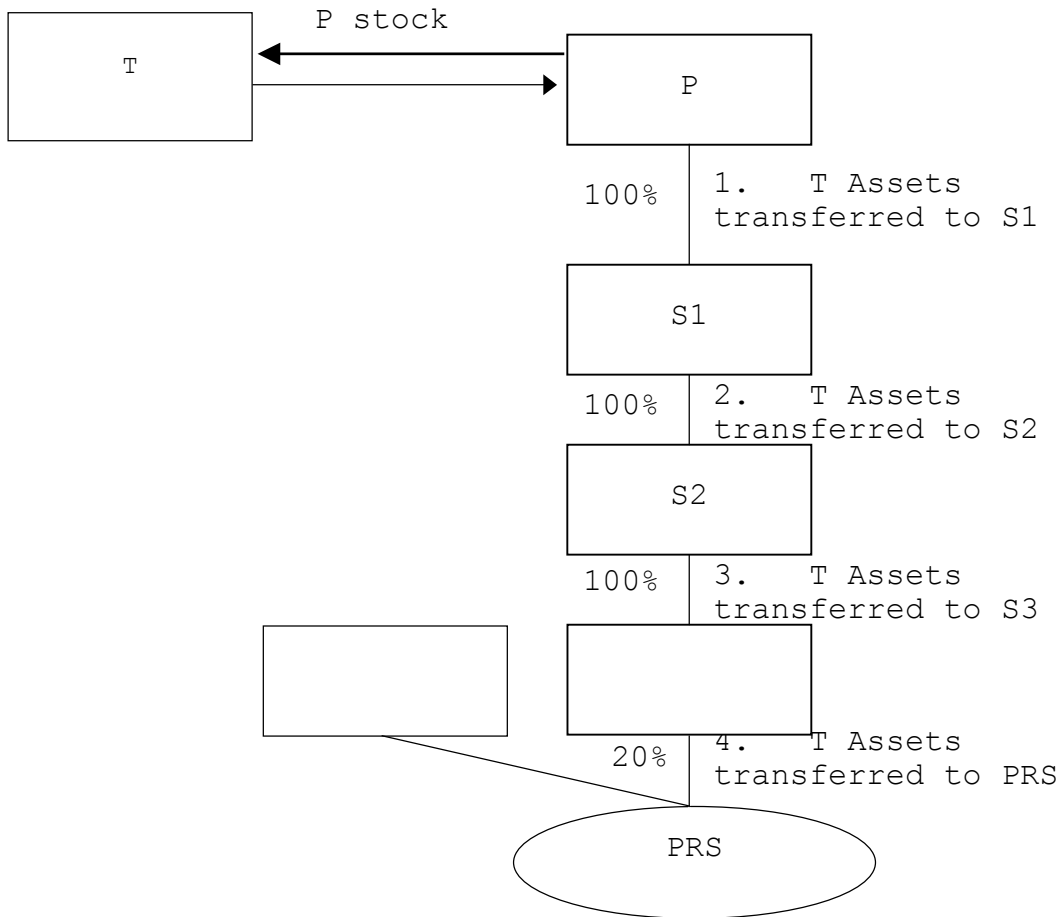 P stock
T
P
100%
1. T Assets
transferred to S1
S1
100%
2. T Assets
transferred to S2
S2
100%
3. T Assets
transferred to S3
20%
4. T Assets
transferred to PRS
PRS